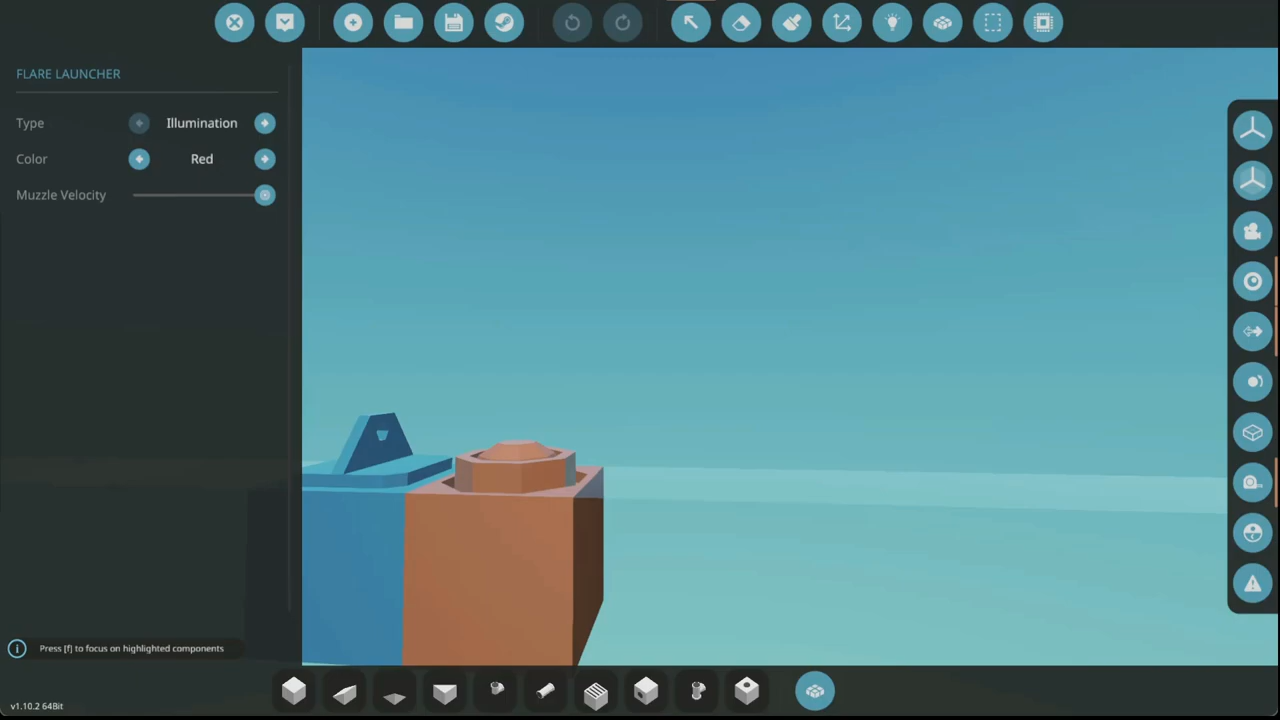 FLARE LAUNCHER
Type Illumination
Color Red
Muzzle Velocity
Press [f] to focus on highlighted components
v1.10.2 64Bit